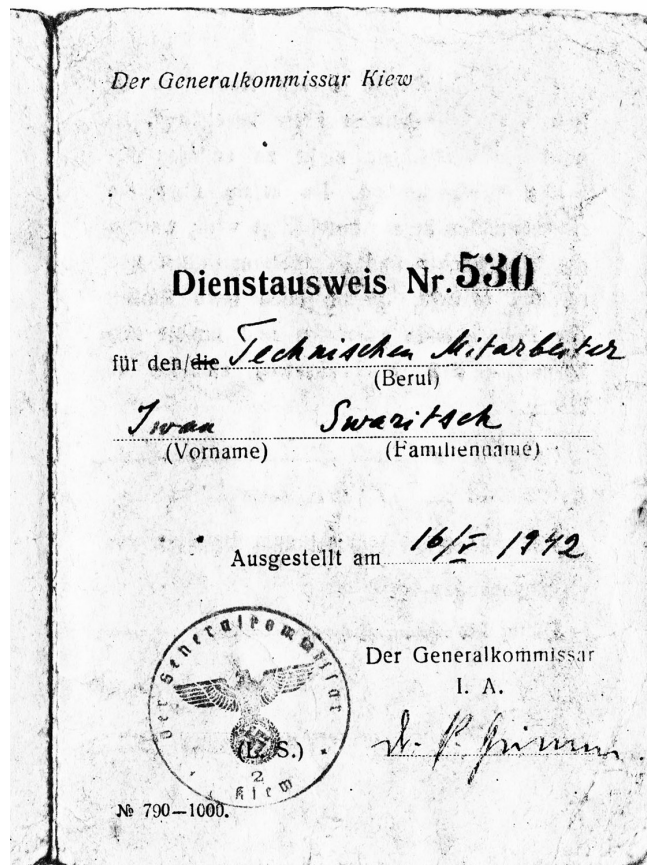 Der Generalkommissar Kiew
Dienstausweis Nr. 530
für den/die Technischen Mitarbeiter
(Beruf)
Iwan Swaritsch
(Vorname) (Familienname)
Ausgestellt am 16/V 1942
Der Generalkommissar
I. A.
Der Generalkommissar
(L. S.)
2
Kiew
№ 790—1000.